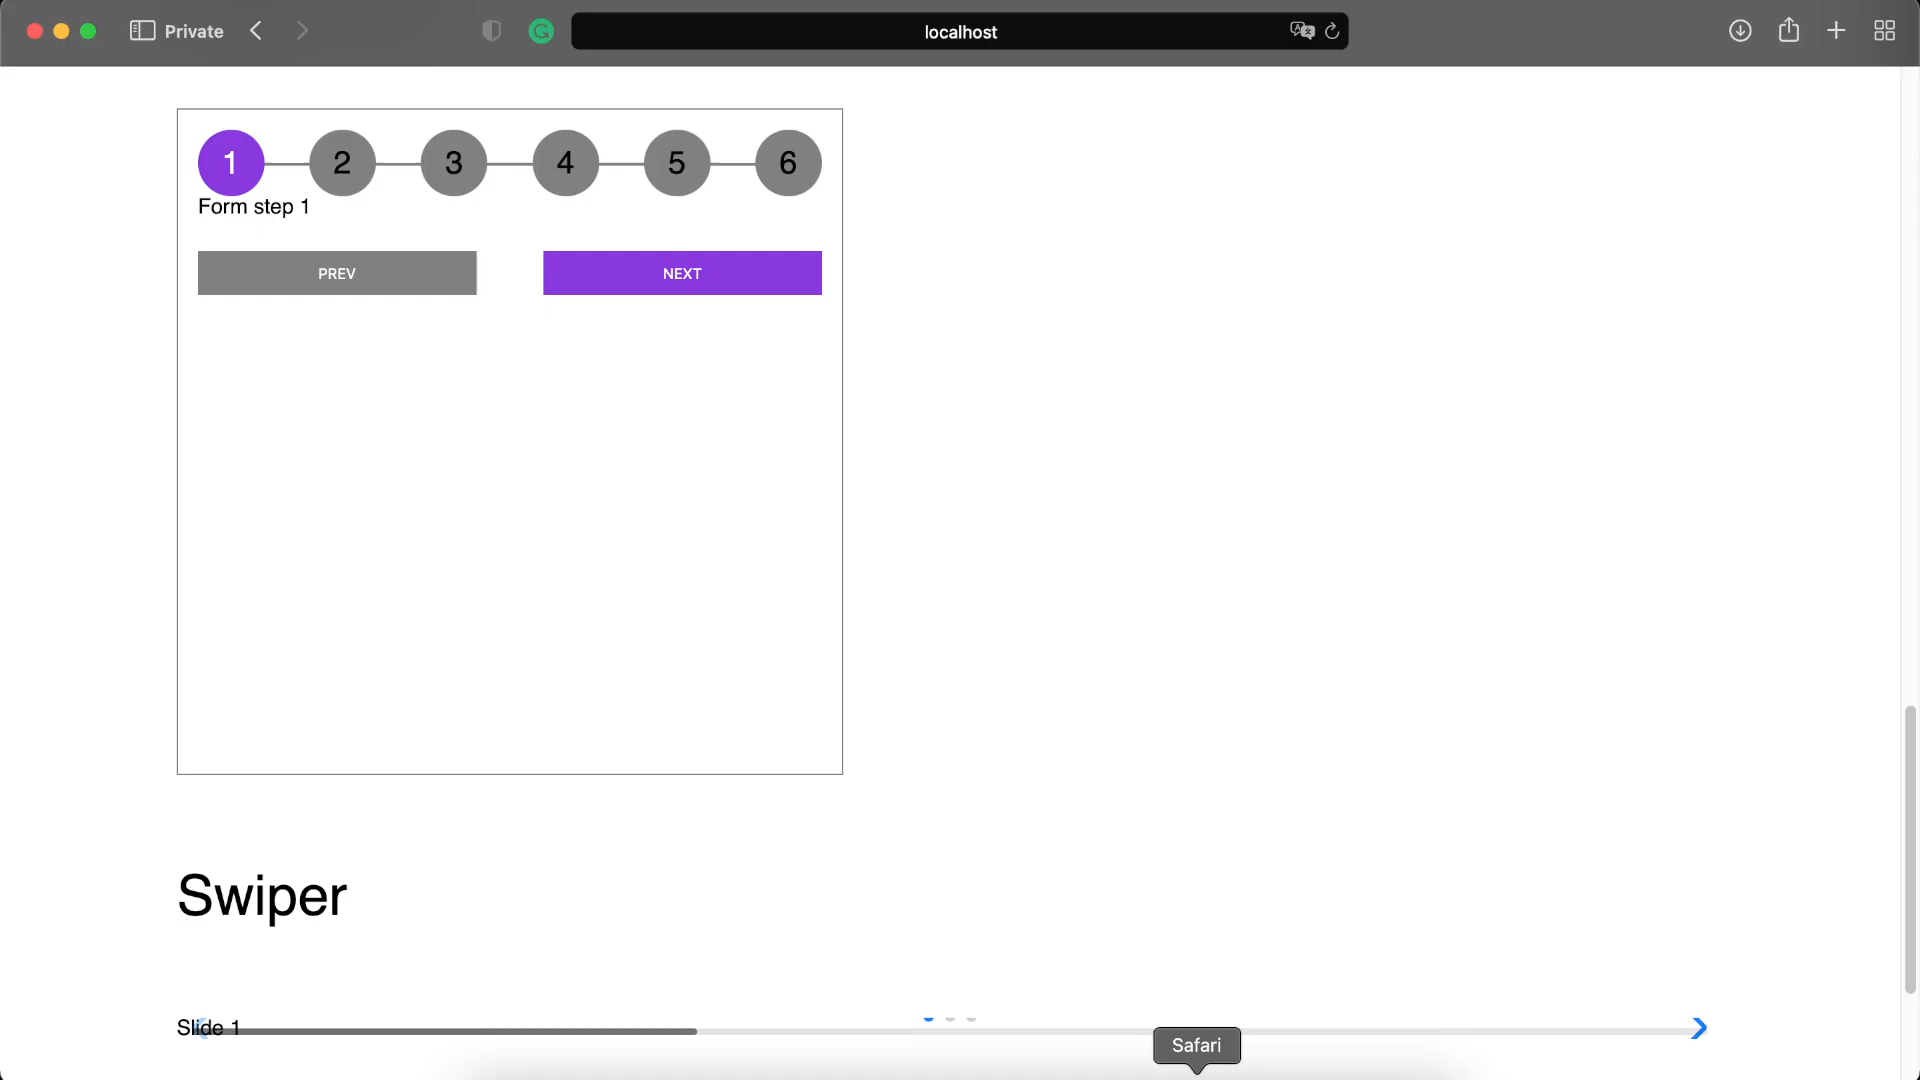 Private
localhost
1 2 3 4 5 6
Form step 1
PREV NEXT
Swiper
Slide 1
Safari